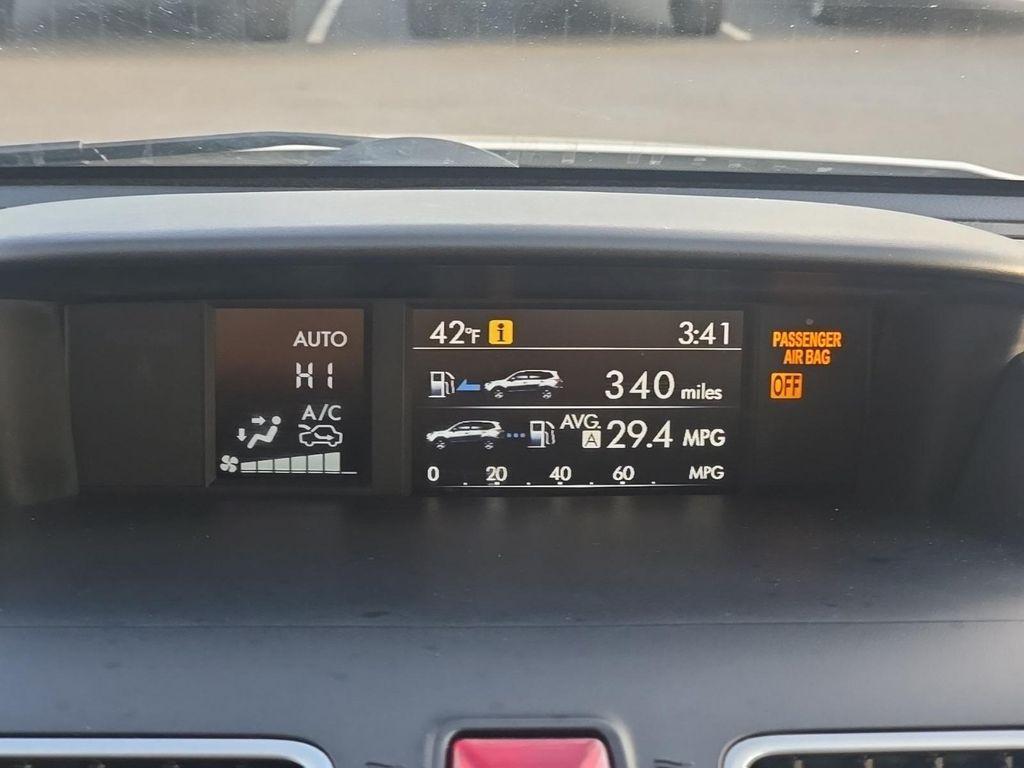 AUTO
HI
A/C
42°F i 3:41
340 miles
AVG.
A 29.4 MPG
0 . 20 . 40 . 60 . MPG
PASSENGER
AIR BAG
OFF